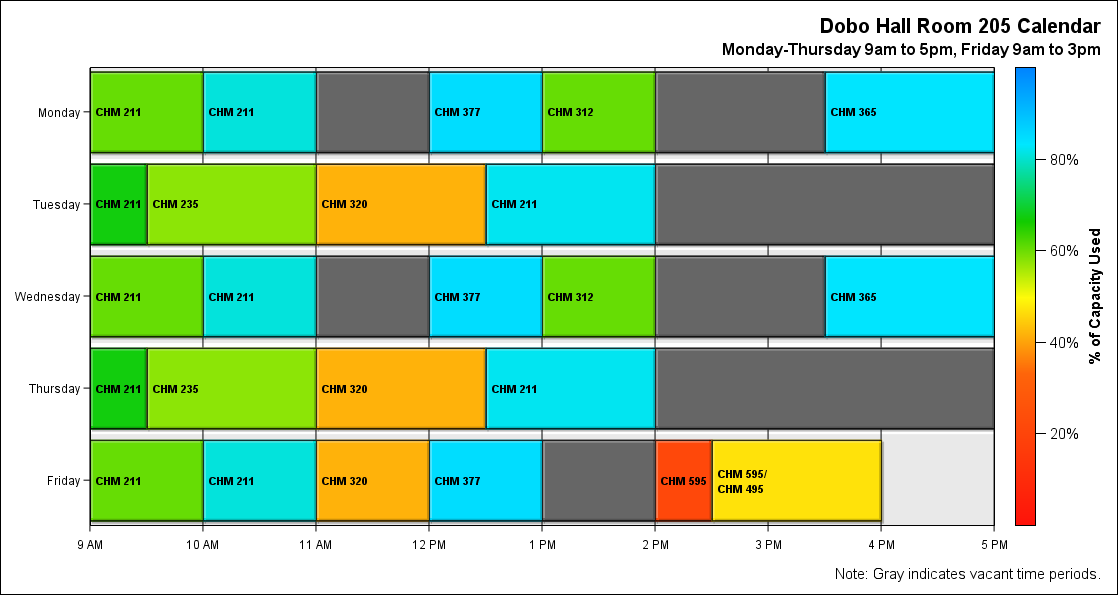 Dobo Hall Room 205 Calendar
Monday-Thursday 9am to 5pm, Friday 9am to 3pm
Monday
CHM 211
CHM 211
CHM 377
CHM 312
CHM 365
Tuesday
CHM 211
CHM 235
CHM 320
CHM 211
Wednesday
CHM 211
CHM 211
CHM 377
CHM 312
CHM 365
Thursday
CHM 211
CHM 235
CHM 320
CHM 211
Friday
CHM 211
CHM 211
CHM 320
CHM 377
CHM 595
CHM 595/
CHM 495
9 AM
10 AM
11 AM
12 PM
1 PM
2 PM
3 PM
4 PM
5 PM
80%
60%
40%
20%
% of Capacity Used
Note: Gray indicates vacant time periods.